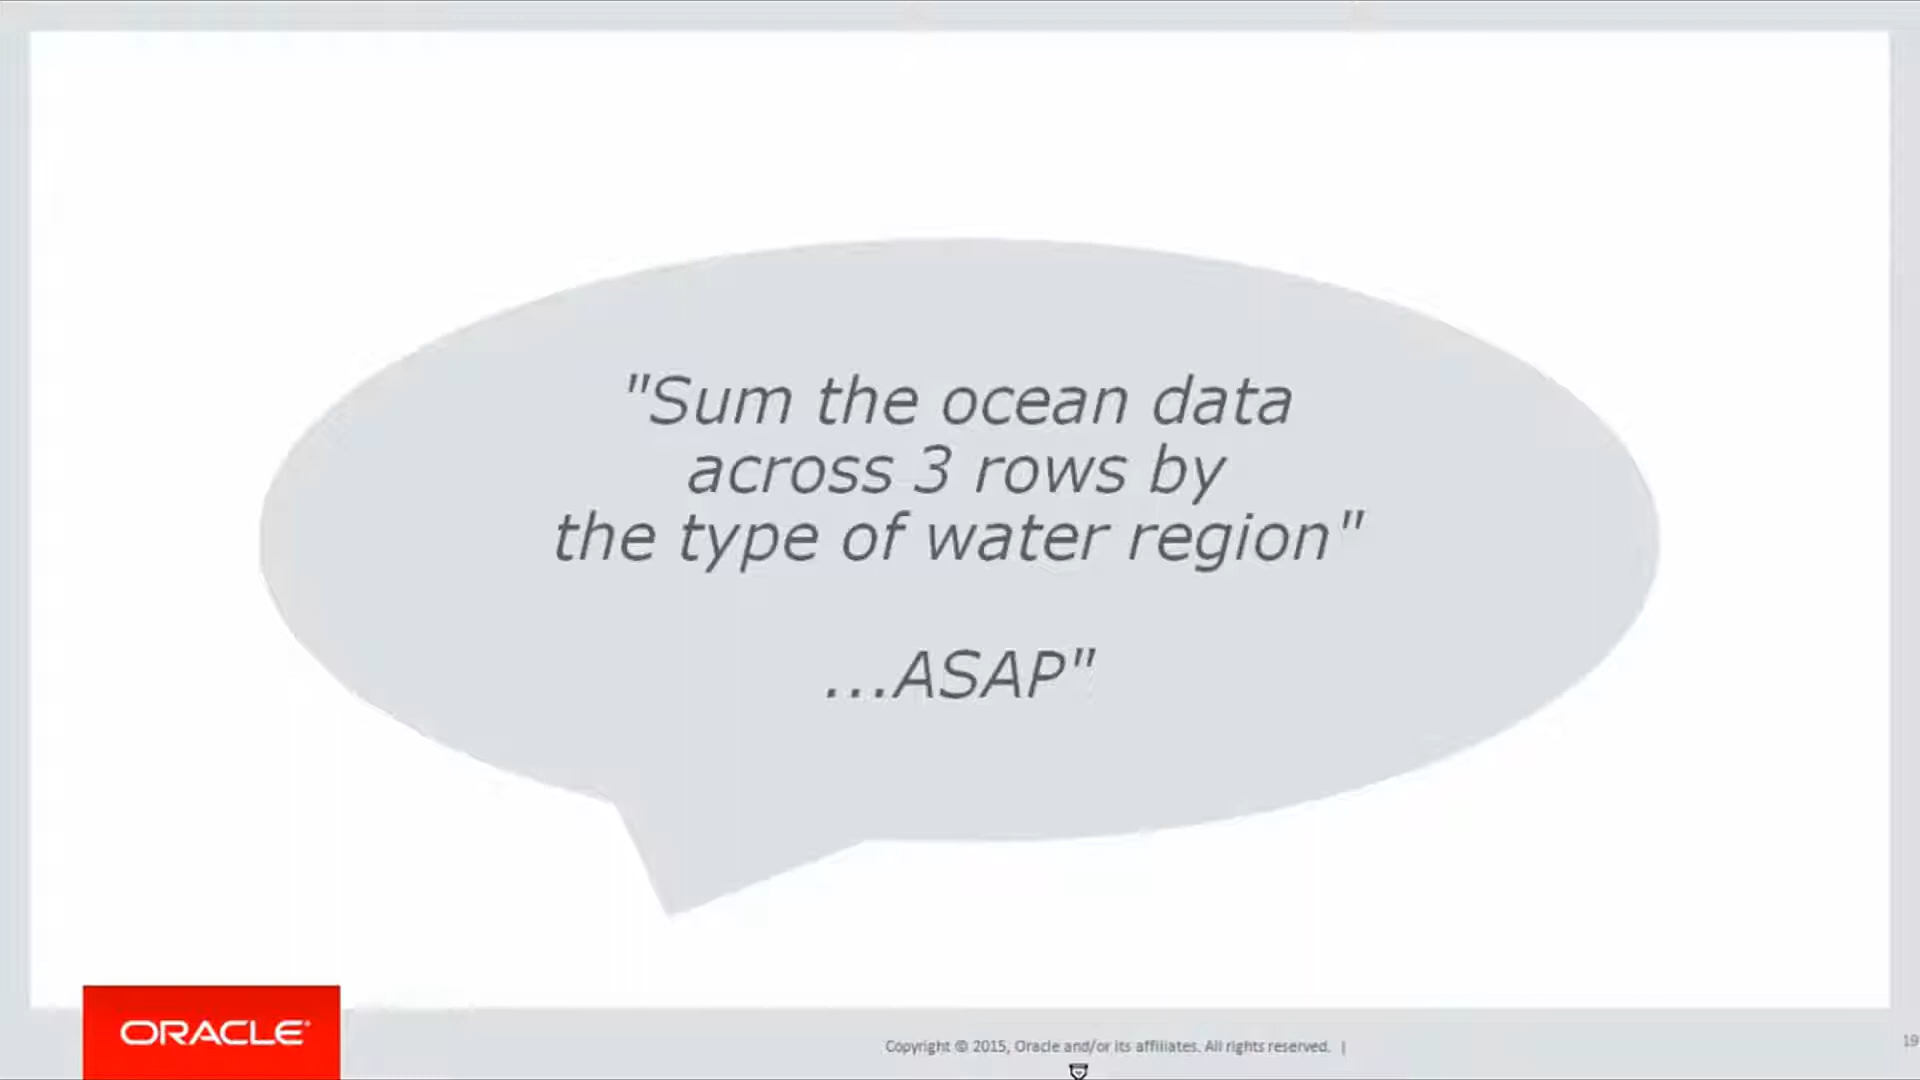 "Sum the ocean data
across 3 rows by
the type of water region"
...ASAP"
ORACLE®
Copyright © 2015, Oracle and/or its affiliates. All rights reserved. |
19